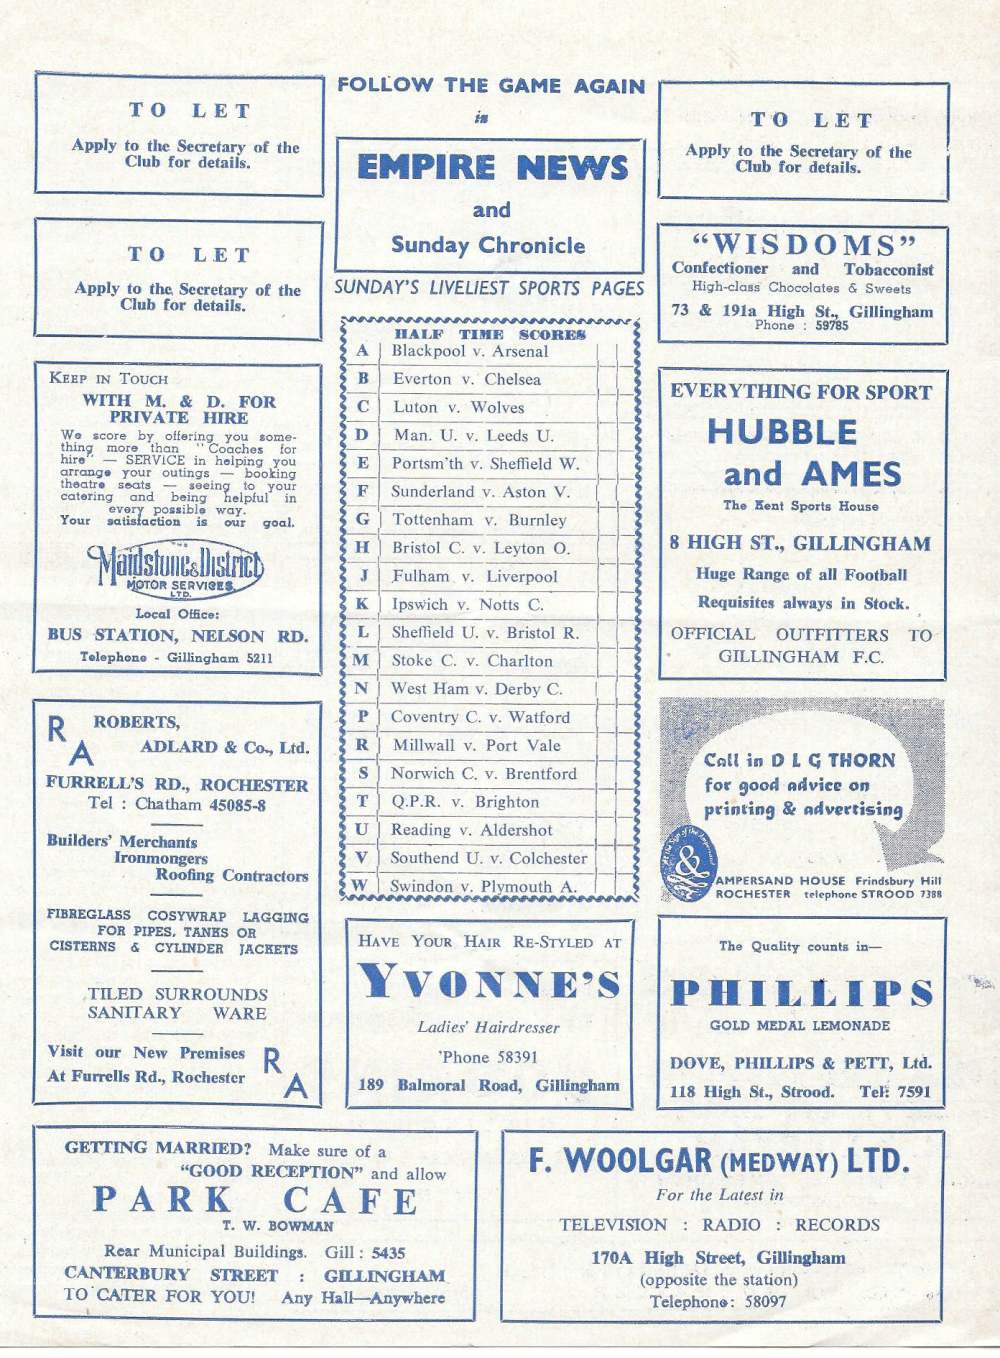 TO LET
Apply to the Secretary of the
Club for details.
TO LET
Apply to the Secretary of the
Club for details.
KEEP IN TOUCH
WITH M. & D. FOR
PRIVATE HIRE
We score by offering you some-
thing more than "Coaches for
hire" — SERVICE in helping you
arrange your outings — booking
theatre seats — seeing to your
catering and being helpful in
every possible way.
Your satisfaction is our goal.
THE
Maidstone & District
MOTOR SERVICES
LTD.
Local Office:
BUS STATION, NELSON RD.
Telephone - Gillingham 5211
R A
ROBERTS,
ADLARD & Co., Ltd.
FURRELL'S RD., ROCHESTER
Tel : Chatham 45085-8
Builders' Merchants
Ironmongers
Roofing Contractors
FIBREGLASS COSYWRAP LAGGING
FOR PIPES, TANKS OR
CISTERNS & CYLINDER JACKETS
TILED SURROUNDS
SANITARY WARE
Visit our New Premises
At Furrells Rd., Rochester
R A
FOLLOW THE GAME AGAIN
in
EMPIRE NEWS
and
Sunday Chronicle
SUNDAY'S LIVELIEST SPORTS PAGES
HALF TIME SCORES
A Blackpool v. Arsenal
B Everton v. Chelsea
C Luton v. Wolves
D Man. U. v. Leeds U.
E Portsm'th v. Sheffield W.
F Sunderland v. Aston V.
G Tottenham v. Burnley
H Bristol C. v. Leyton O.
J Fulham v. Liverpool
K Ipswich v. Notts C.
L Sheffield U. v. Bristol R.
M Stoke C. v. Charlton
N West Ham v. Derby C.
P Coventry C. v. Watford
R Millwall v. Port Vale
S Norwich C. v. Brentford
T Q.P.R. v. Brighton
U Reading v. Aldershot
V Southend U. v. Colchester
W Swindon v. Plymouth A.
HAVE YOUR HAIR RE-STYLED AT
YVONNE'S
Ladies' Hairdresser
'Phone 58391
189 Balmoral Road, Gillingham
TO LET
Apply to the Secretary of the
Club for details.
"WISDOMS"
Confectioner and Tobacconist
High-class Chocolates & Sweets
73 & 191a High St., Gillingham
Phone : 59785
EVERYTHING FOR SPORT
HUBBLE
and AMES
The Kent Sports House
8 HIGH ST., GILLINGHAM
Huge Range of all Football
Requisites always in Stock.
OFFICIAL OUTFITTERS TO
GILLINGHAM F.C.
Call in D L G THORN
for good advice on
printing & advertising
At the Sign of the Ampersand
&
AMPERSAND HOUSE Frindsbury Hill
ROCHESTER telephone STROOD 7388
The Quality counts in—
PHILLIPS
GOLD MEDAL LEMONADE
DOVE, PHILLIPS & PETT, Ltd.
118 High St., Strood. Tel: 7591
GETTING MARRIED? Make sure of a
"GOOD RECEPTION" and allow
PARK CAFE
T. W. BOWMAN
Rear Municipal Buildings. Gill : 5435
CANTERBURY STREET : GILLINGHAM
TO CATER FOR YOU! Any Hall—Anywhere
F. WOOLGAR (MEDWAY) LTD.
For the Latest in
TELEVISION : RADIO : RECORDS
170A High Street, Gillingham
(opposite the station)
Telephone: 58097